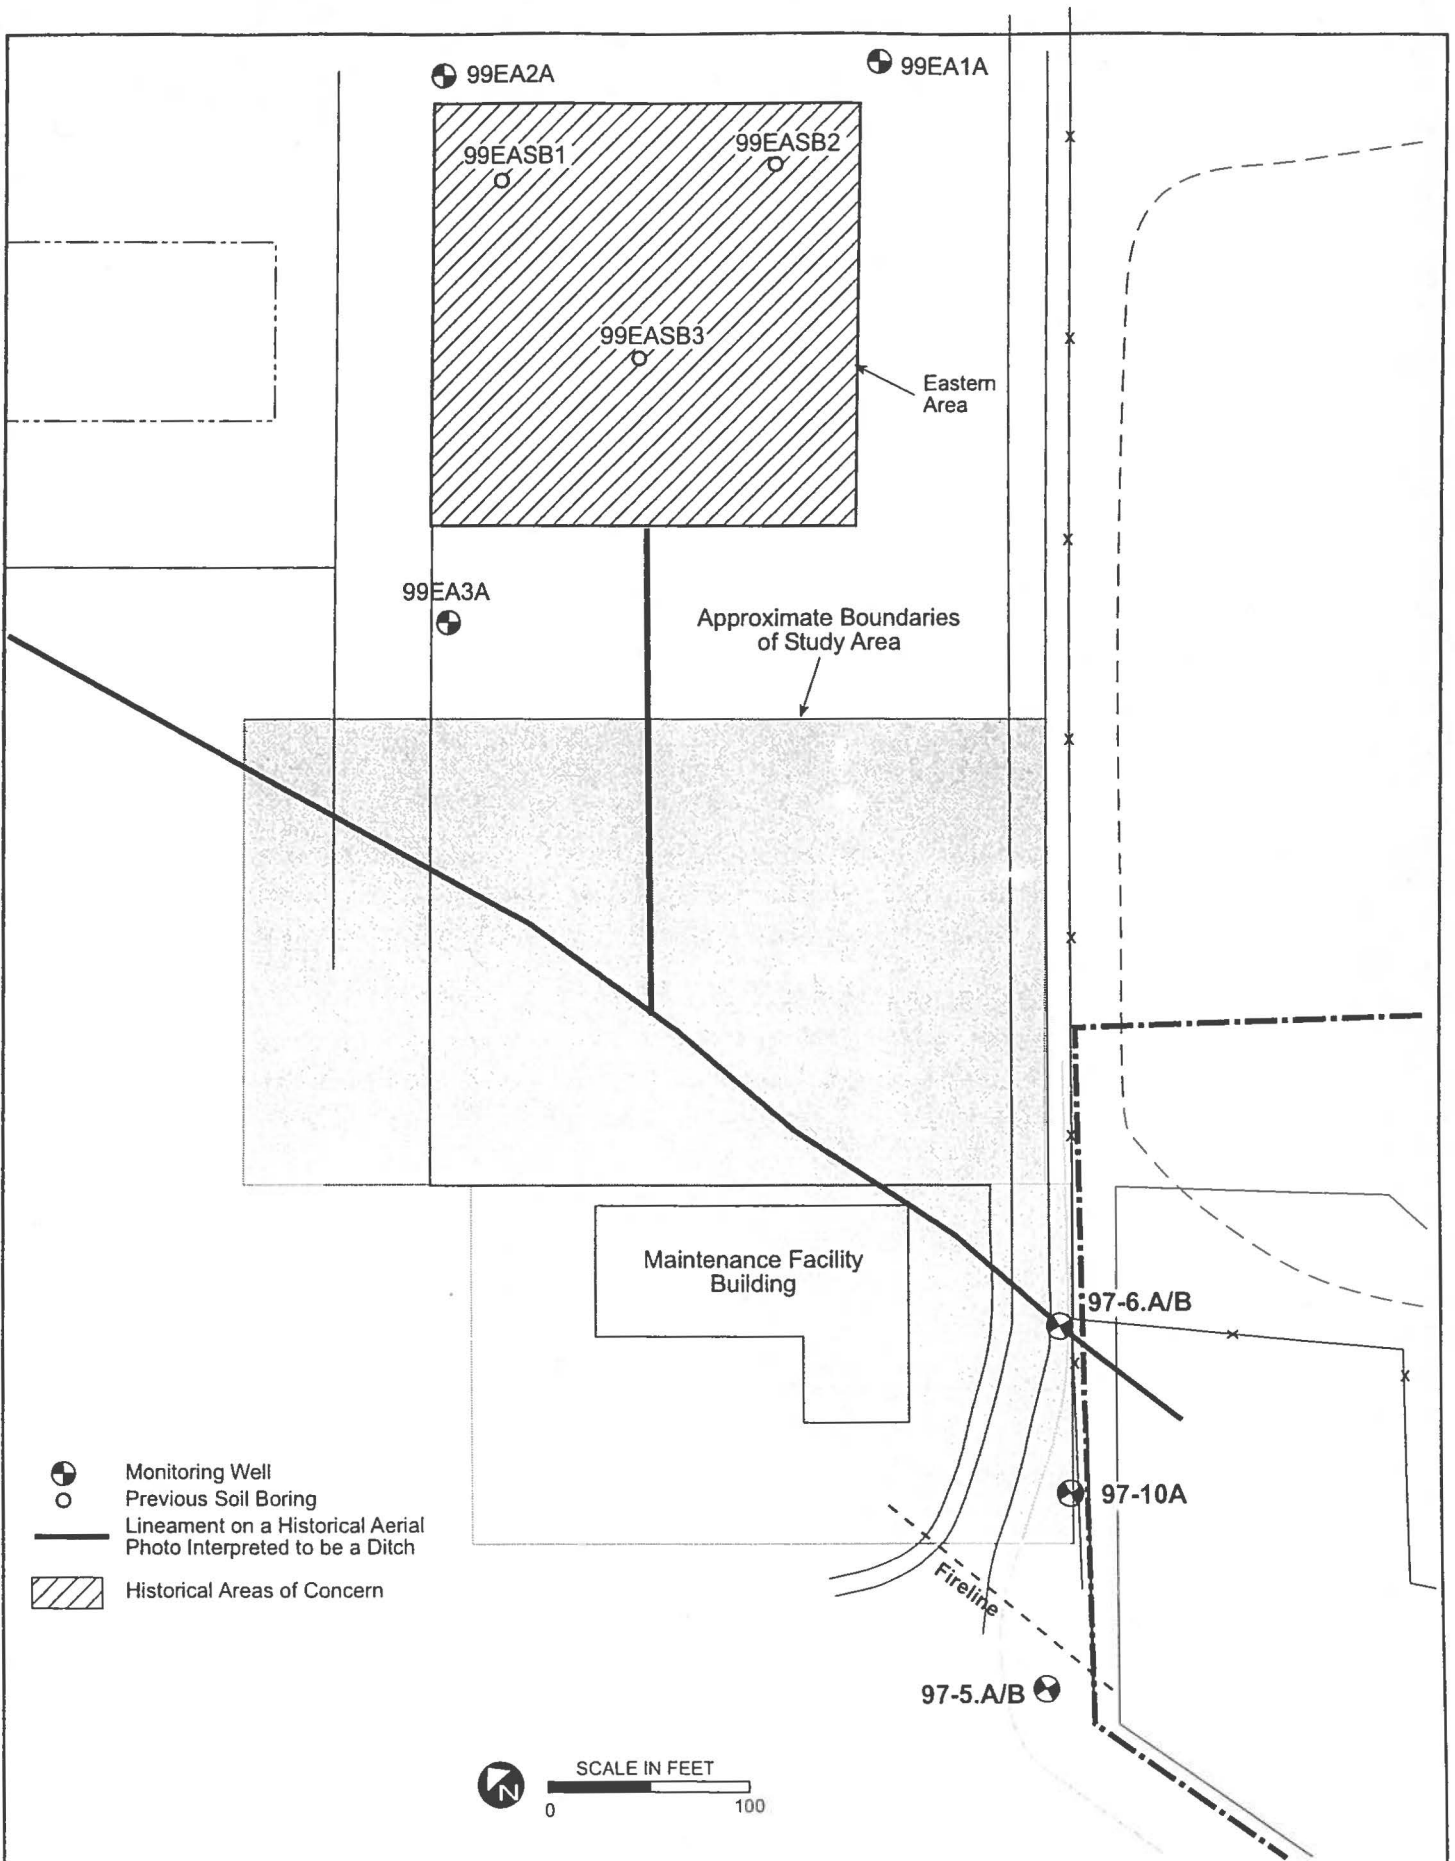 99EA2A
99EA1A
99EASB1
99EASB2
99EASB3
Eastern
Area
99EA3A
Approximate Boundaries
of Study Area
x
x
x
x
x
x
Maintenance Facility
Building
97-6.A/B
x
x
x
97-10A
Monitoring Well
Previous Soil Boring
Lineament on a Historical Aerial
Photo Interpreted to be a Ditch
Historical Areas of Concern
Fireline
97-5.A/B
N
SCALE IN FEET
0
100